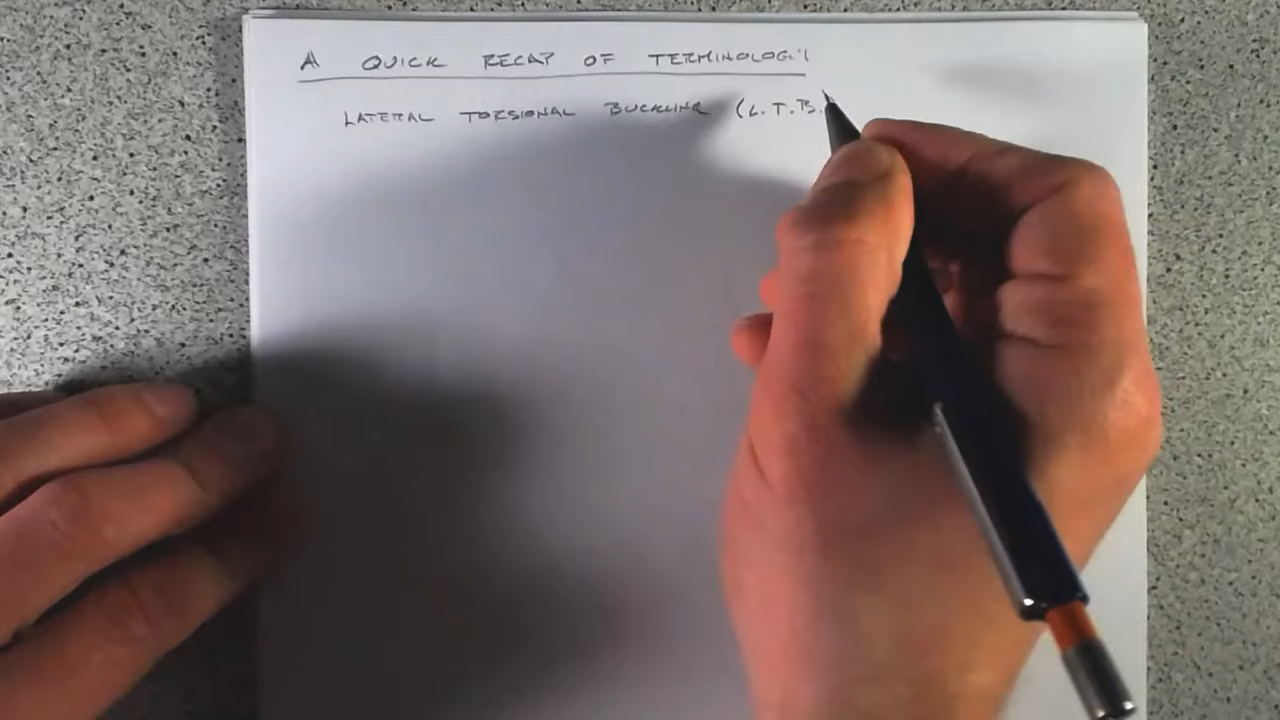 A QUICK RECAP OF TERMINOLOGY
LATERAL TORSIONAL BUCKLING (L.T.B.